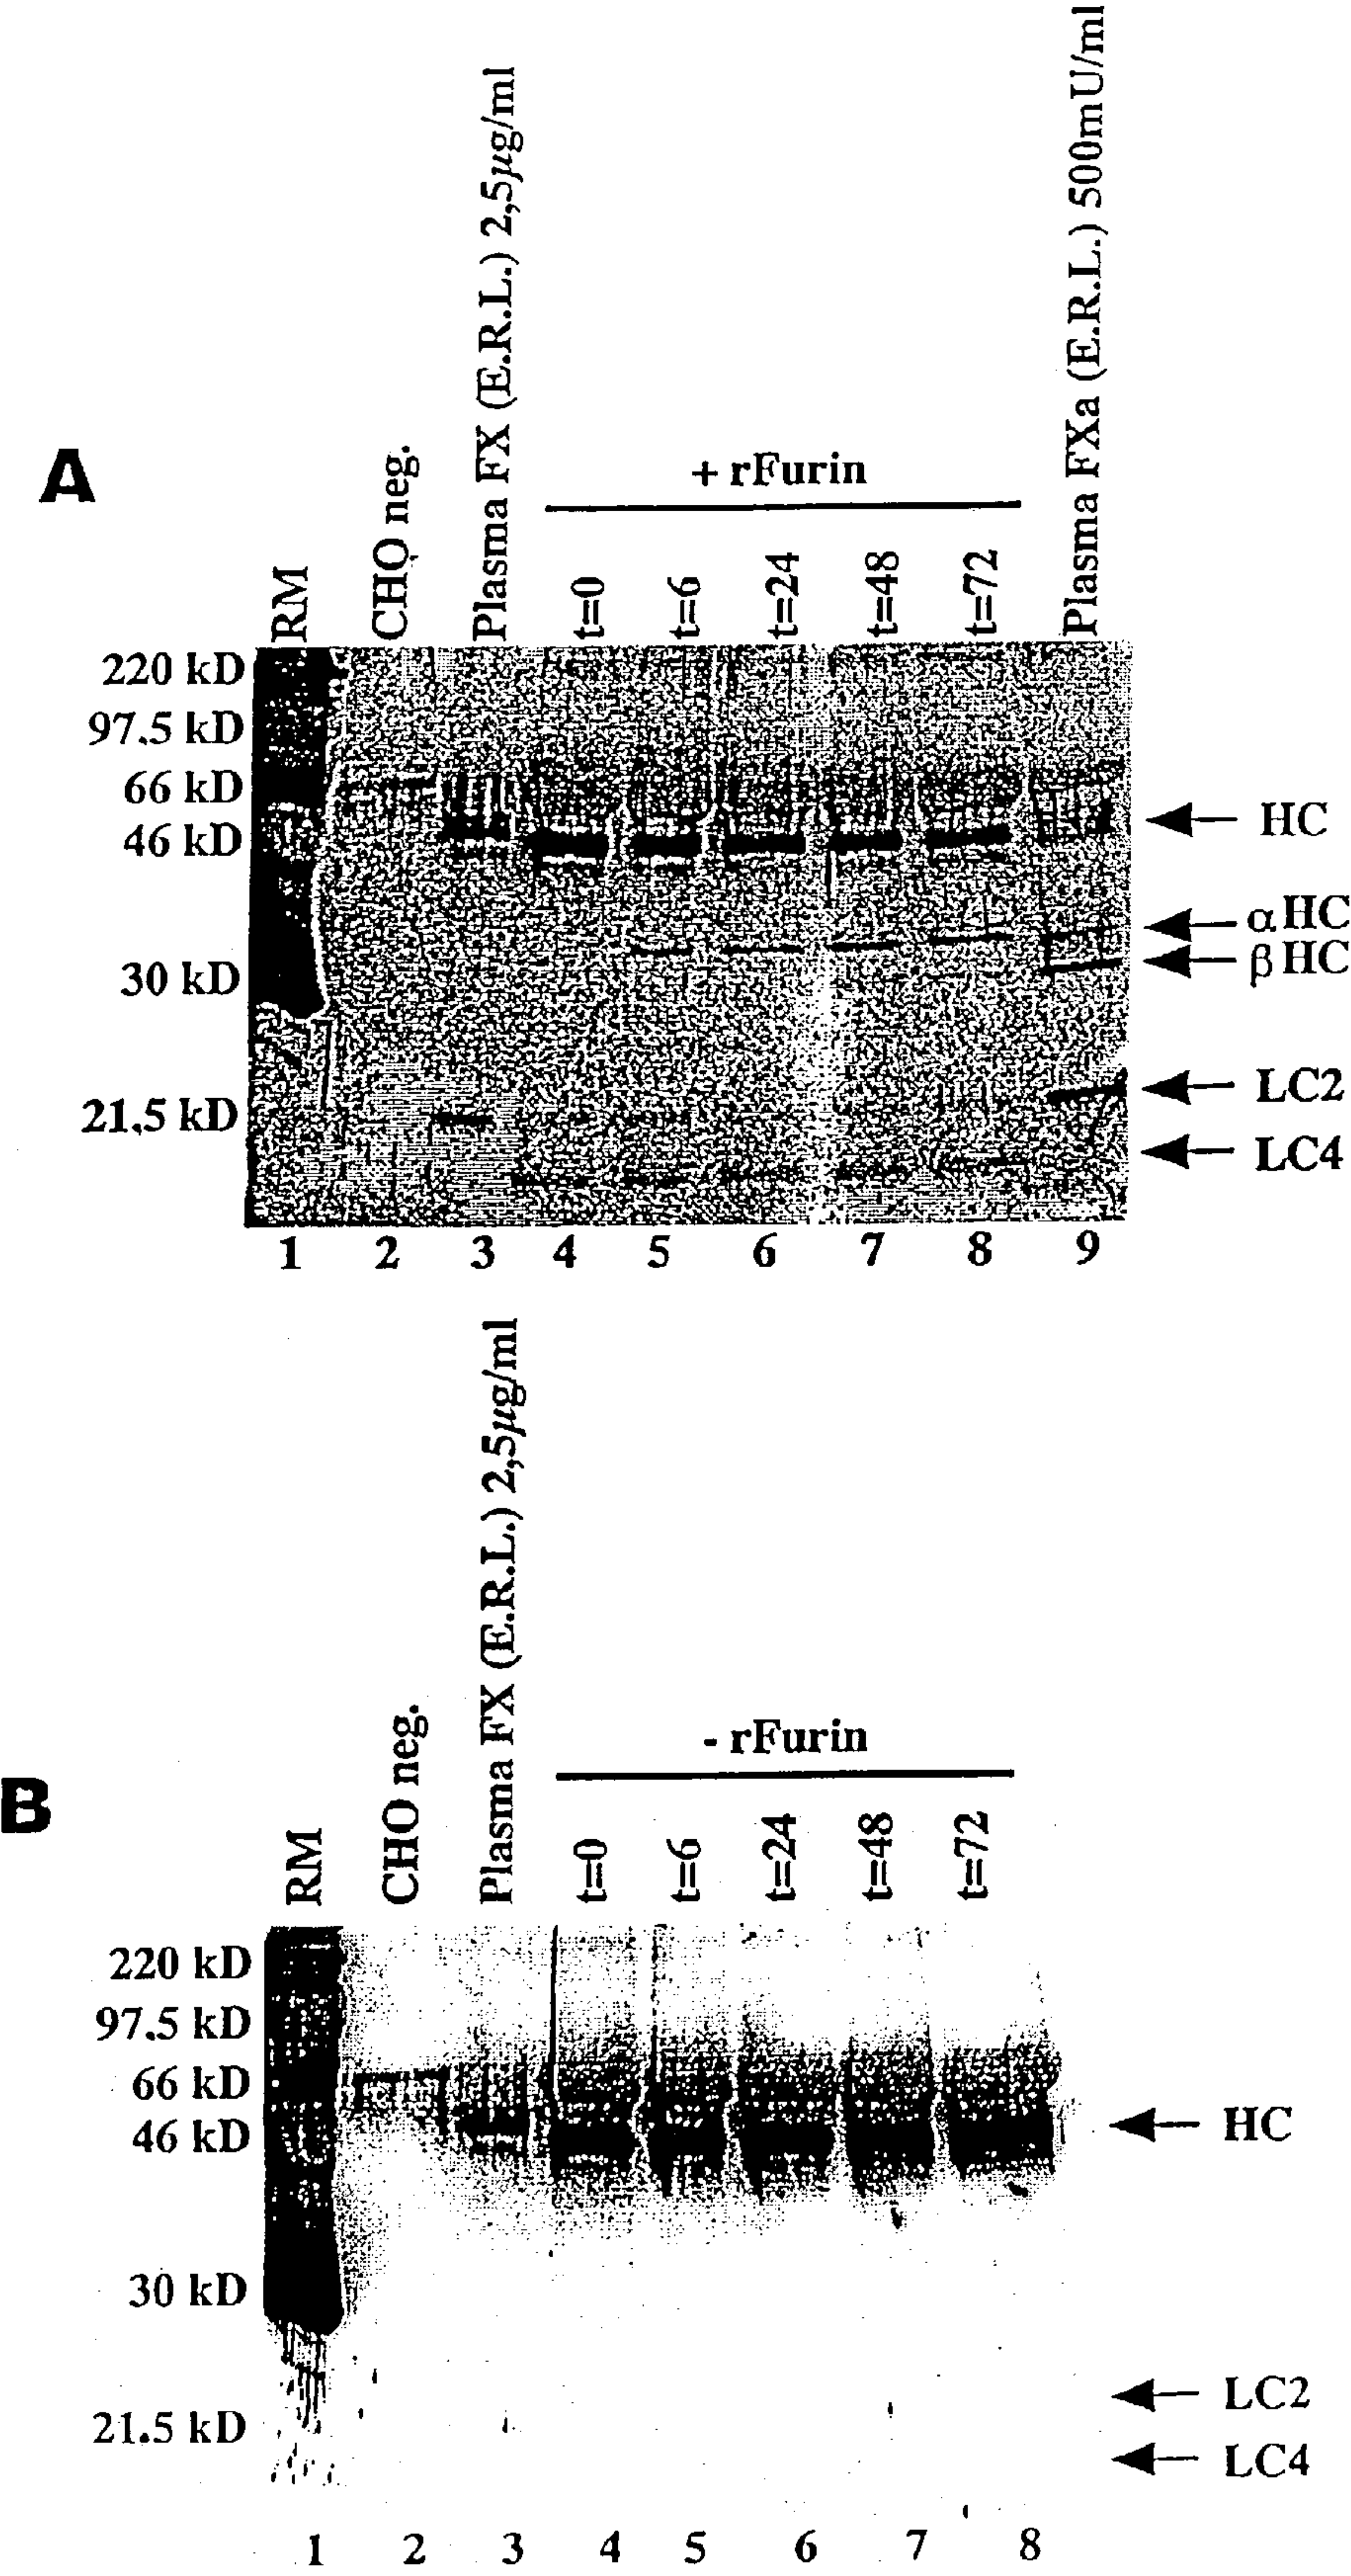 A
RM
CHO neg.
Plasma FX (E.R.L.) 2,5µg/ml
+ rFurin
t=0
t=6
t=24
t=48
t=72
Plasma FXa (E.R.L.) 500mU/ml
220 kD
97.5 kD
66 kD
46 kD
30 kD
21.5 kD
HC
αHC
βHC
LC2
LC4
1 2 3 4 5 6 7 8 9
B
RM
CHO neg.
Plasma FX (E.R.L.) 2,5µg/ml
- rFurin
t=0
t=6
t=24
t=48
t=72
220 kD
97.5 kD
66 kD
46 kD
30 kD
21.5 kD
HC
LC2
LC4
1 2 3 4 5 6 7 8